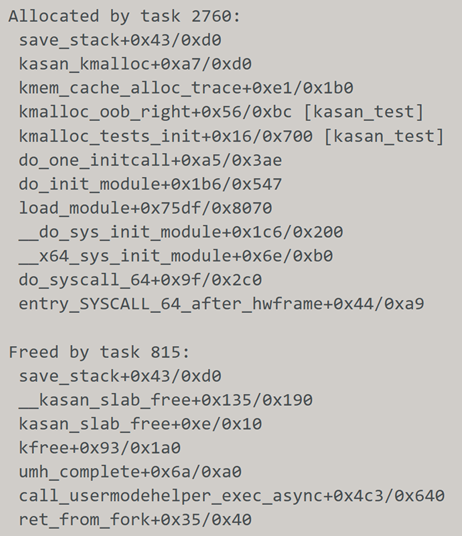 Allocated by task 2760:
save_stack+0x43/0xd0
kasan_kmalloc+0xa7/0xd0
kmem_cache_alloc_trace+0xe1/0x1b0
kmalloc_oob_right+0x56/0xbc [kasan_test]
kmalloc_tests_init+0x16/0x700 [kasan_test]
do_one_initcall+0xa5/0x3ae
do_init_module+0x1b6/0x547
load_module+0x75df/0x8070
__do_sys_init_module+0x1c6/0x200
__x64_sys_init_module+0x6e/0xb0
do_syscall_64+0x9f/0x2c0
entry_SYSCALL_64_after_hwframe+0x44/0xa9

Freed by task 815:
save_stack+0x43/0xd0
__kasan_slab_free+0x135/0x190
kasan_slab_free+0xe/0x10
kfree+0x93/0x1a0
umh_complete+0x6a/0xa0
call_usermodehelper_exec_async+0x4c3/0x640
ret_from_fork+0x35/0x40